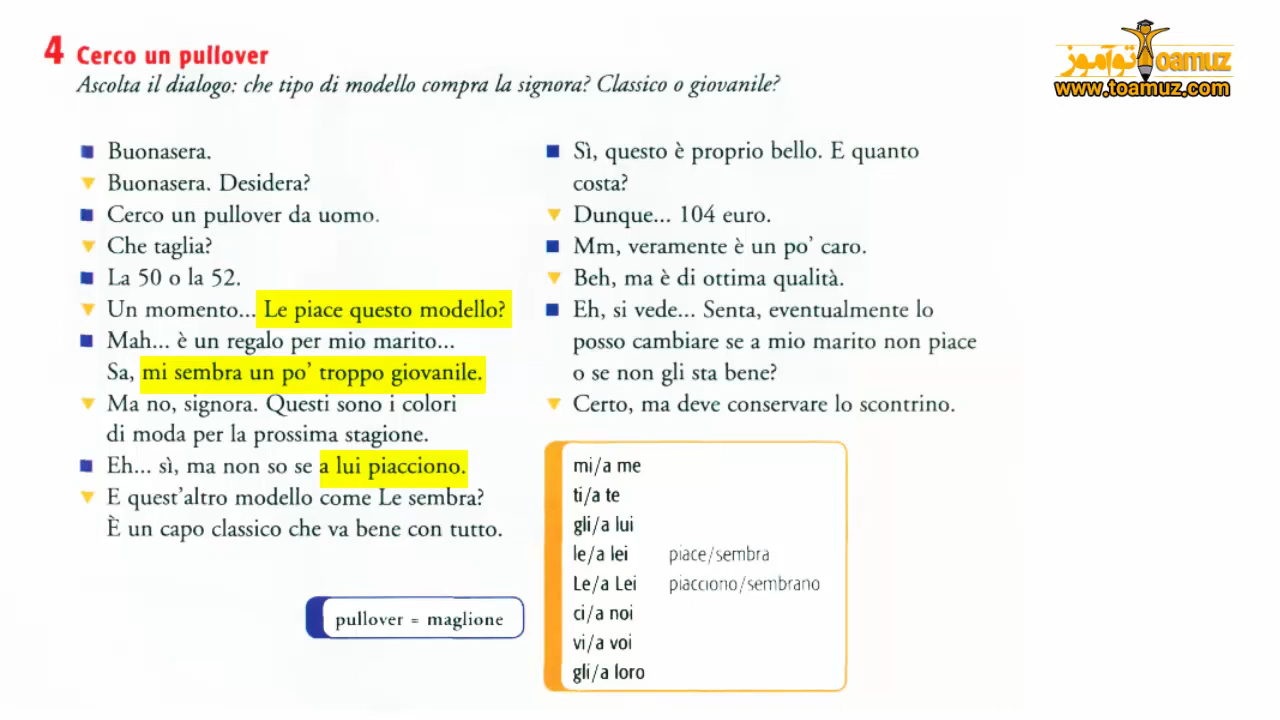 4 Cerco un pullover
Ascolta il dialogo: che tipo di modello compra la signora? Classico o giovanile?
توآموز Toamuz
www.toamuz.com
Buonasera.
Buonasera. Desidera?
Cerco un pullover da uomo.
Che taglia?
La 50 o la 52.
Un momento... Le piace questo modello?
Mah... è un regalo per mio marito...
Sa, mi sembra un po' troppo giovanile.
Ma no, signora. Questi sono i colori
di moda per la prossima stagione.
Eh... sì, ma non so se a lui piacciono.
E quest'altro modello come Le sembra?
È un capo classico che va bene con tutto.
pullover = maglione
Sì, questo è proprio bello. E quanto
costa?
Dunque... 104 euro.
Mm, veramente è un po' caro.
Beh, ma è di ottima qualità.
Eh, si vede... Senta, eventualmente lo
posso cambiare se a mio marito non piace
o se non gli sta bene?
Certo, ma deve conservare lo scontrino.
mi/a me
ti/a te
gli/a lui
le/a lei piace/sembra
Le/a Lei piacciono/sembrano
ci/a noi
vi/a voi
gli/a loro